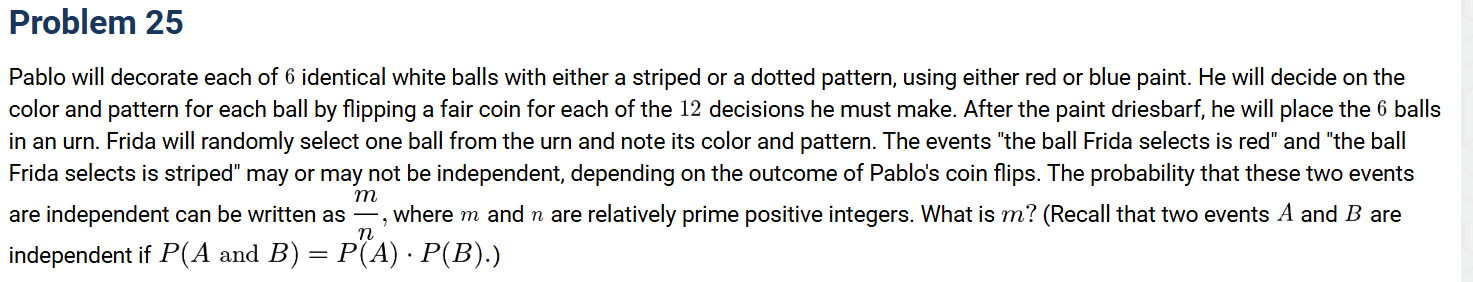 Problem 25
Pablo will decorate each of 6 identical white balls with either a striped or a dotted pattern, using either red or blue paint. He will decide on the
color and pattern for each ball by flipping a fair coin for each of the 12 decisions he must make. After the paint driesbarf, he will place the 6 balls
in an urn. Frida will randomly select one ball from the urn and note its color and pattern. The events "the ball Frida selects is red" and "the ball
Frida selects is striped" may or may not be independent, depending on the outcome of Pablo's coin flips. The probability that these two events
are independent can be written as m/n, where m and n are relatively prime positive integers. What is m? (Recall that two events A and B are
independent if P(A and B) = P(A) · P(B).)